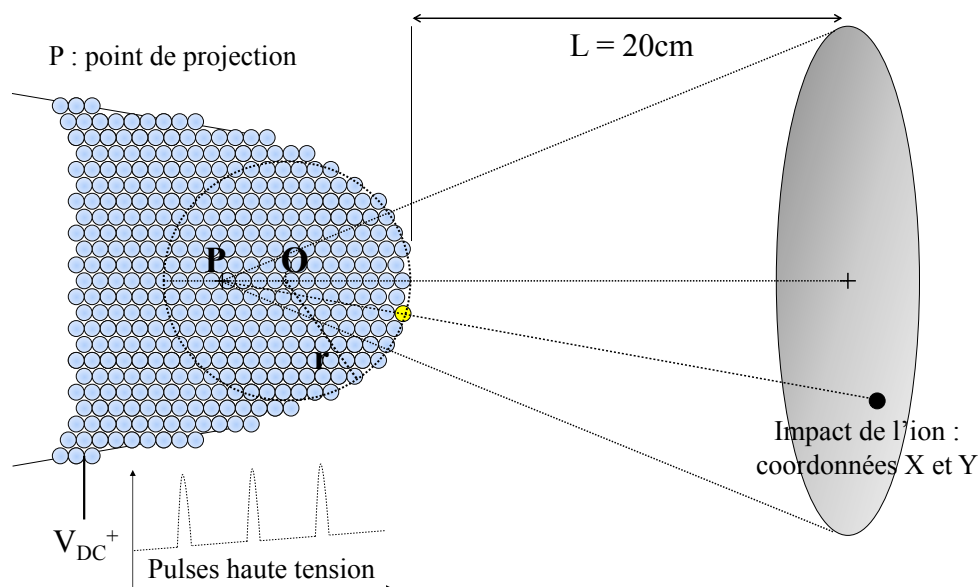 P : point de projection
L = 20cm
P
O
r
Impact de l'ion :
coordonnées X et Y
V_DC^+
Pulses haute tension